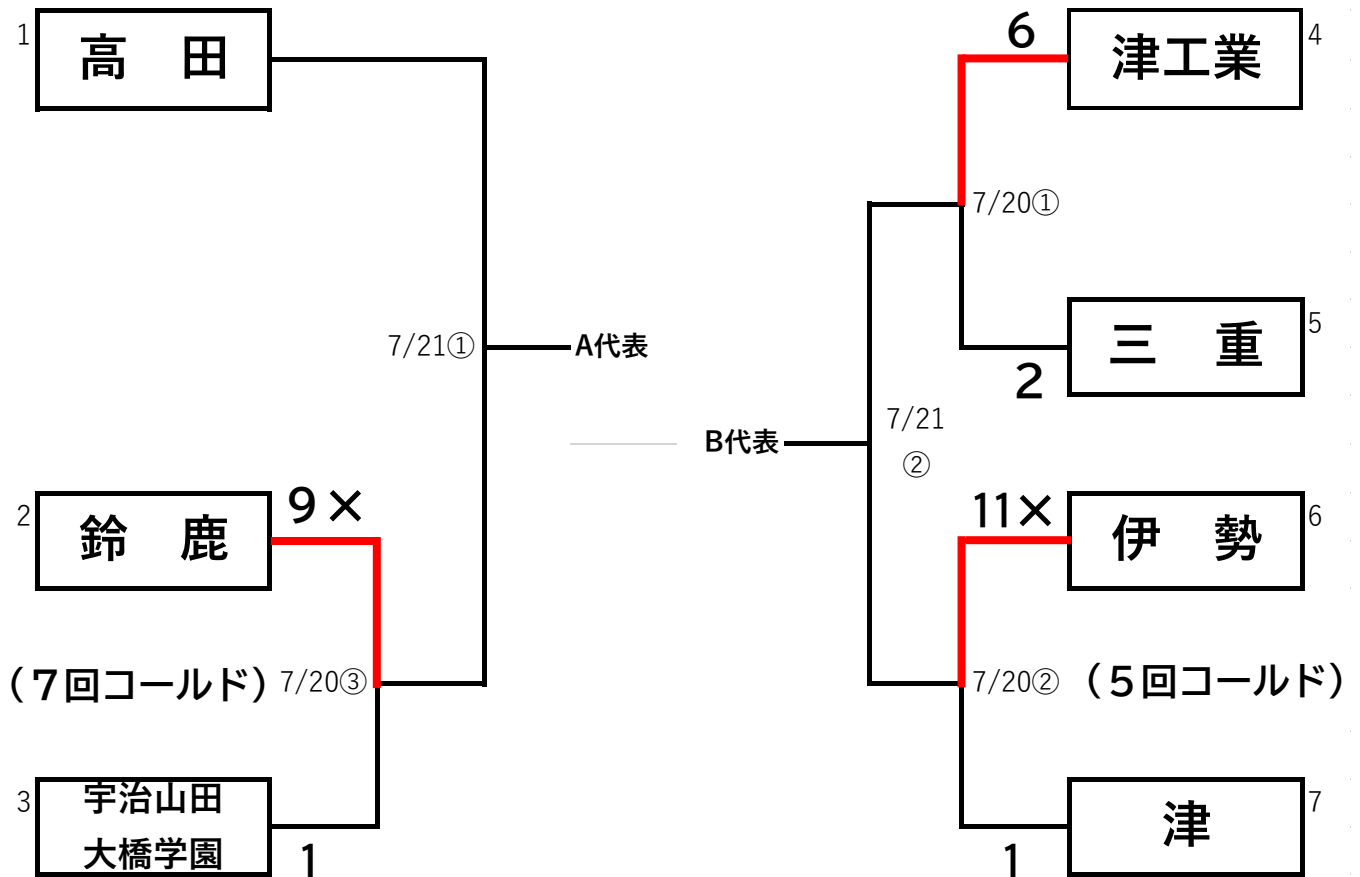 1
高　田
7/21①
A代表
2
鈴　鹿
9×
(7回コールド)
7/20③
3
宇治山田
大橋学園
1
6
津工業
4
7/20①
三　重
5
2
B代表
7/21
②
11×
伊　勢
6
7/20②
(5回コールド)
津
7
1